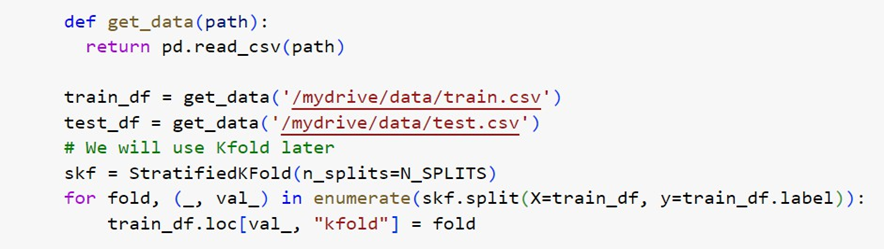 def get_data(path):
  return pd.read_csv(path)

train_df = get_data('/mydrive/data/train.csv')
test_df = get_data('/mydrive/data/test.csv')
# We will use Kfold later
skf = StratifiedKFold(n_splits=N_SPLITS)
for fold, (_, val_) in enumerate(skf.split(X=train_df, y=train_df.label)):
    train_df.loc[val_, "kfold"] = fold